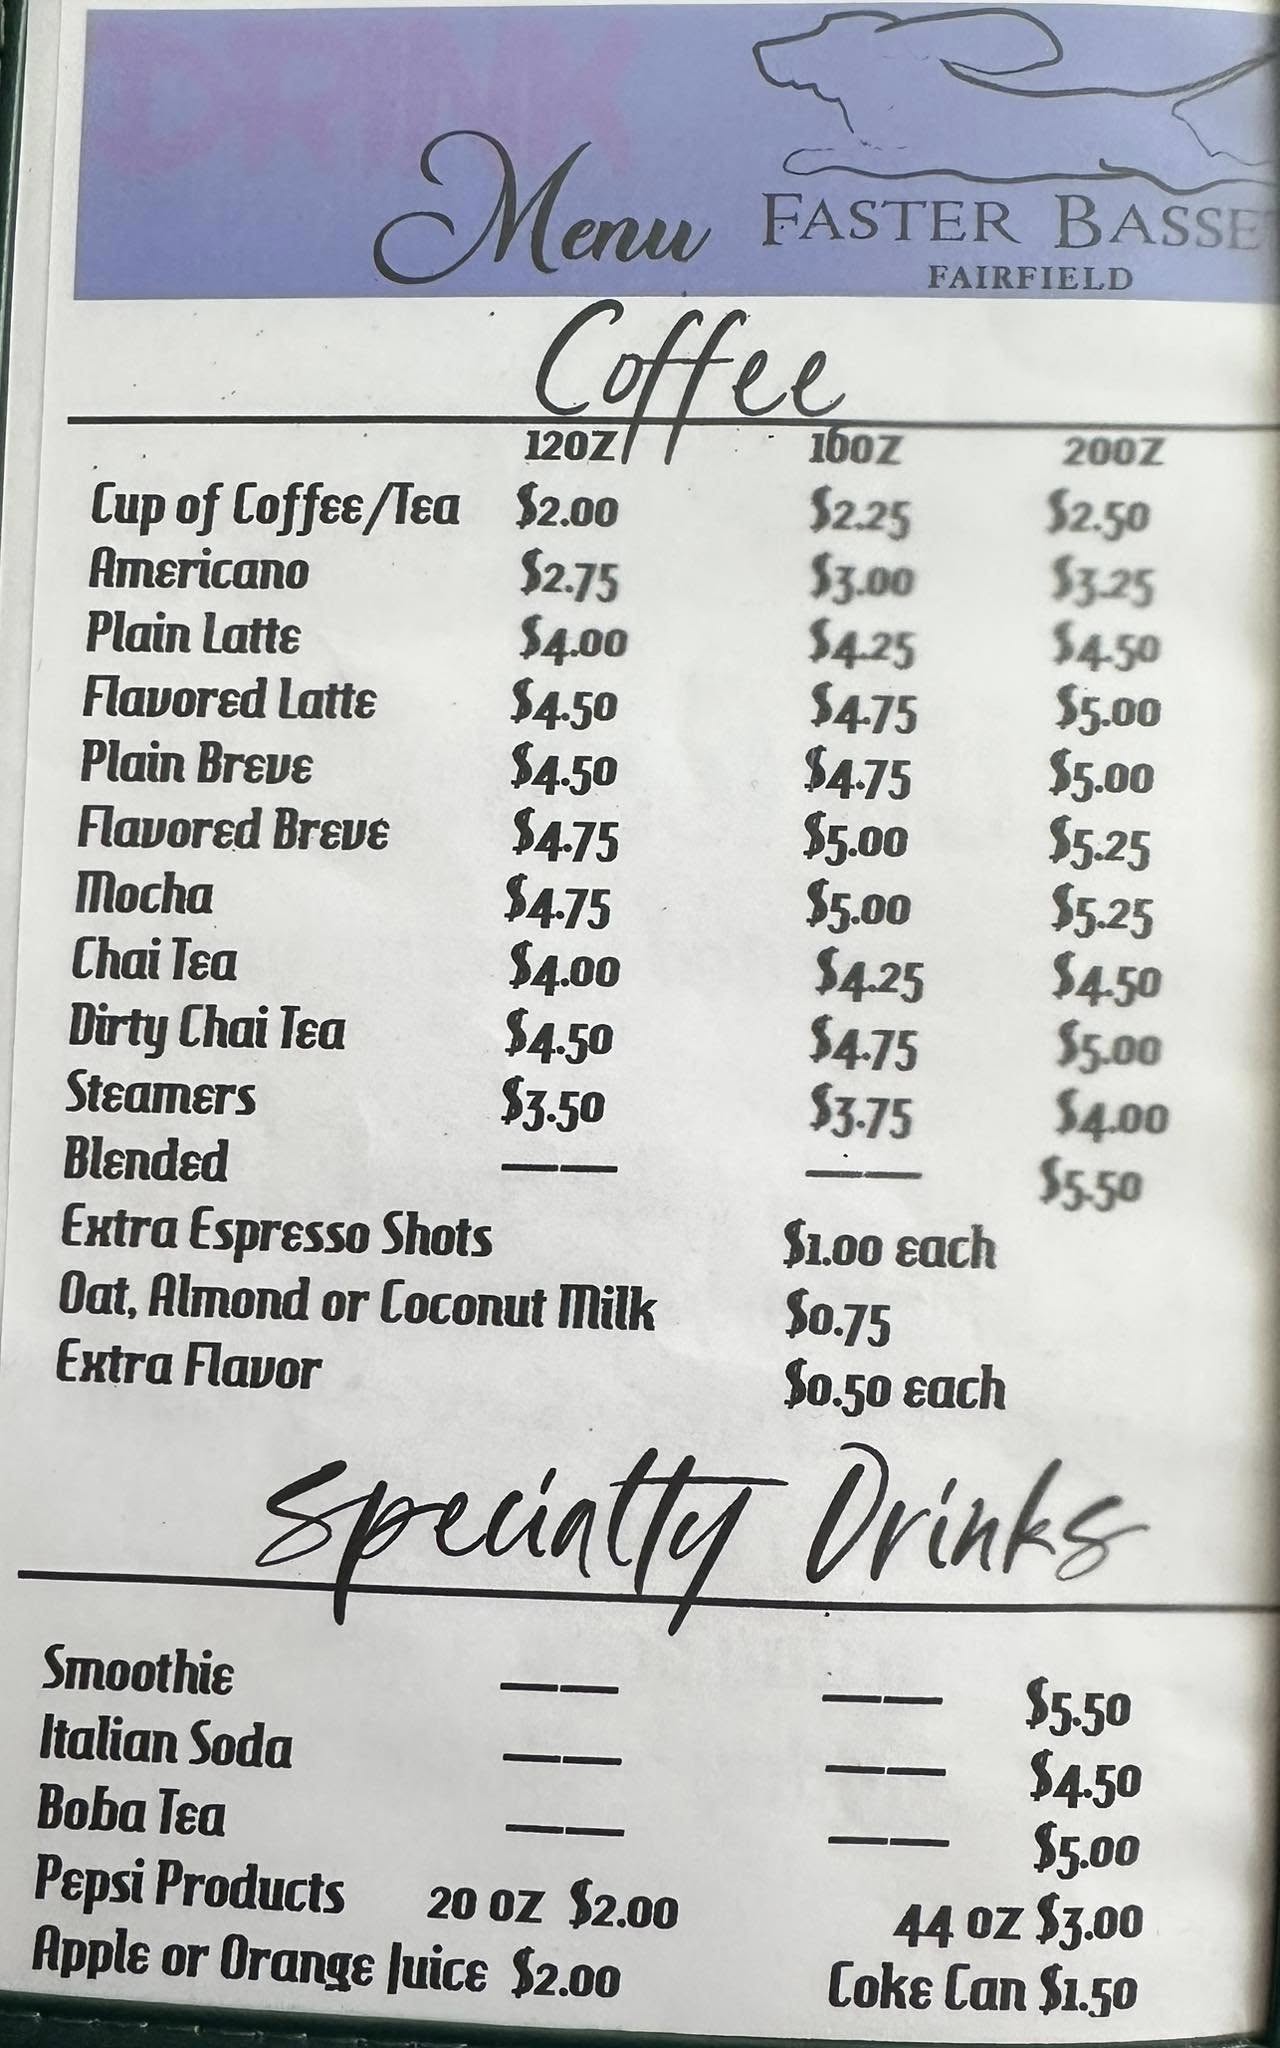 DRINK
Menu
FASTER BASSET
FAIRFIELD
Coffee
12OZ 16OZ 20OZ
Cup of Coffee/Tea $2.00 $2.25 $2.50
Americano $2.75 $3.00 $3.25
Plain Latte $4.00 $4.25 $4.50
Flavored Latte $4.50 $4.75 $5.00
Plain Breve $4.50 $4.75 $5.00
Flavored Breve $4.75 $5.00 $5.25
Mocha $4.75 $5.00 $5.25
Chai Tea $4.00 $4.25 $4.50
Dirty Chai Tea $4.50 $4.75 $5.00
Steamers $3.50 $3.75 $4.00
Blended —— —— $5.50
Extra Espresso Shots $1.00 each
Oat, Almond or Coconut Milk $0.75
Extra Flavor $0.50 each
Specialty Drinks
Smoothie —— —— $5.50
Italian Soda —— —— $4.50
Boba Tea —— —— $5.00
Pepsi Products 20 OZ $2.00 44 OZ $3.00
Apple or Orange Juice $2.00 Coke Can $1.50